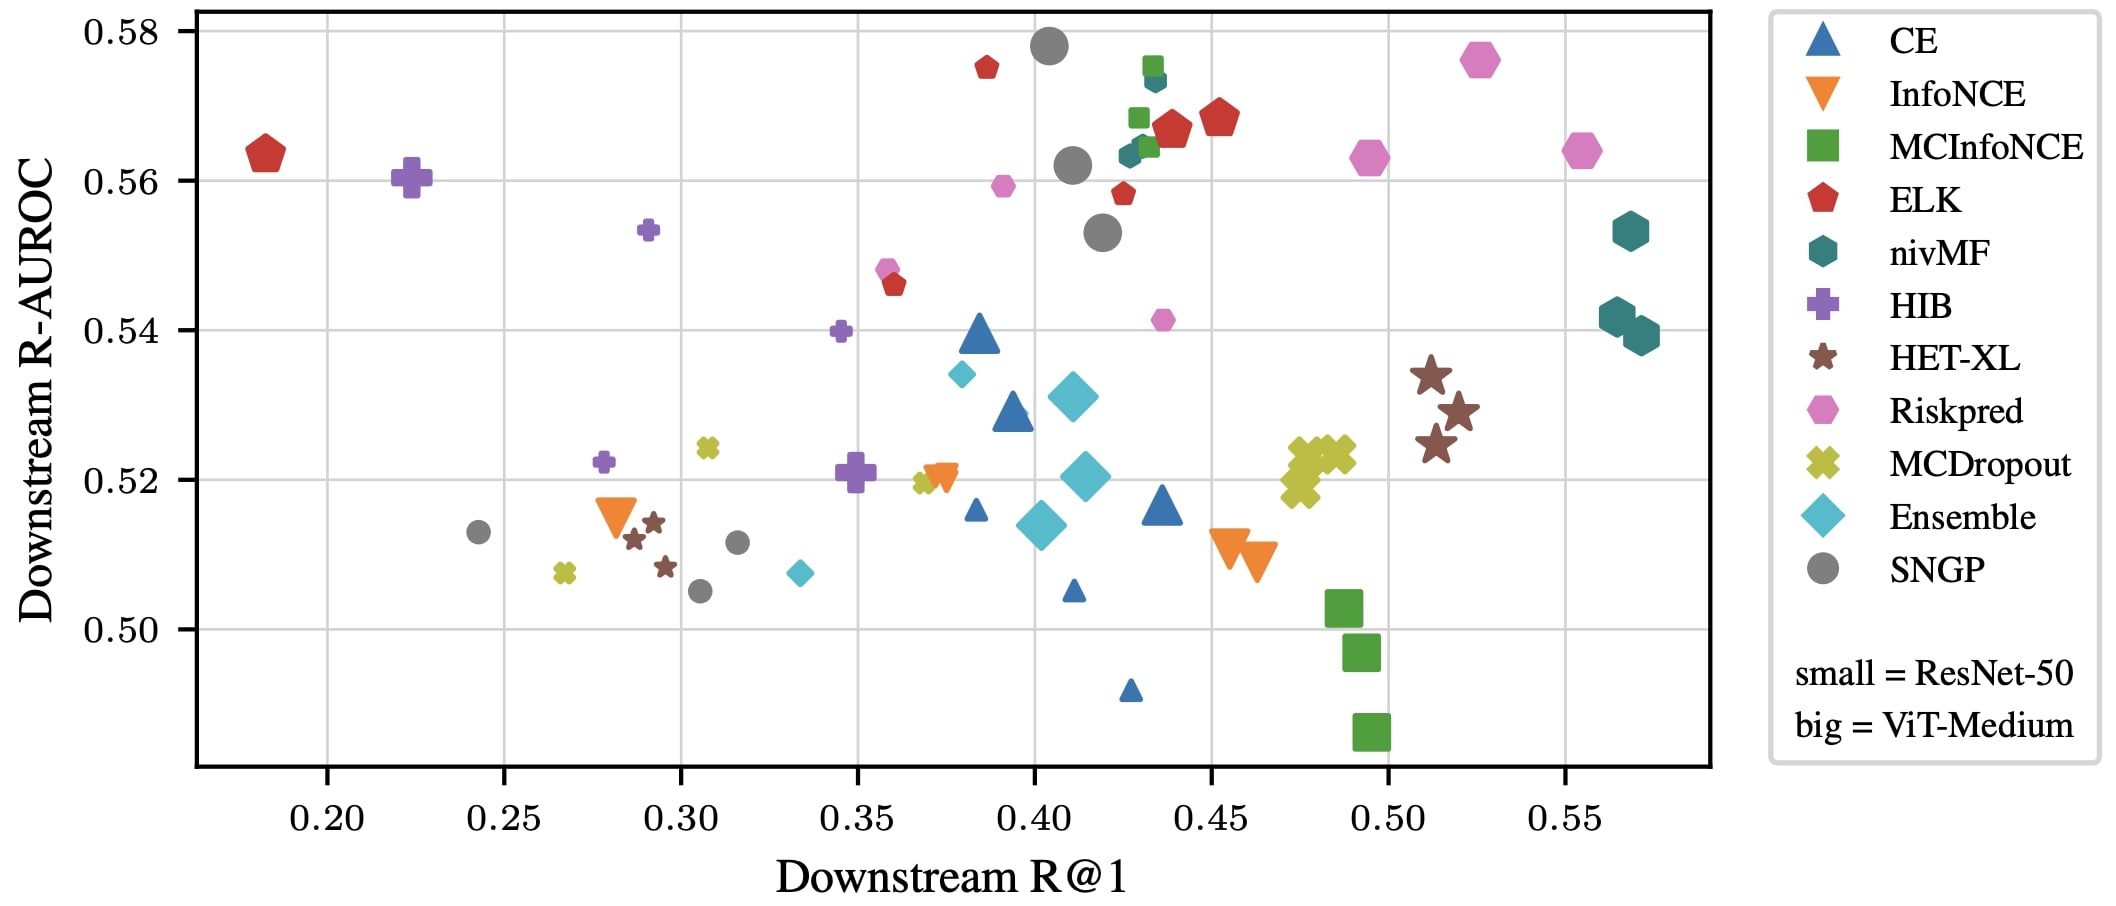 Downstream R-AUROC
0.58
0.56
0.54
0.52
0.50
0.20 0.25 0.30 0.35 0.40 0.45 0.50 0.55
Downstream R@1
CE
InfoNCE
MCInfoNCE
ELK
nivMF
HIB
HET-XL
Riskpred
MCDropout
Ensemble
SNGP
small = ResNet-50
big = ViT-Medium